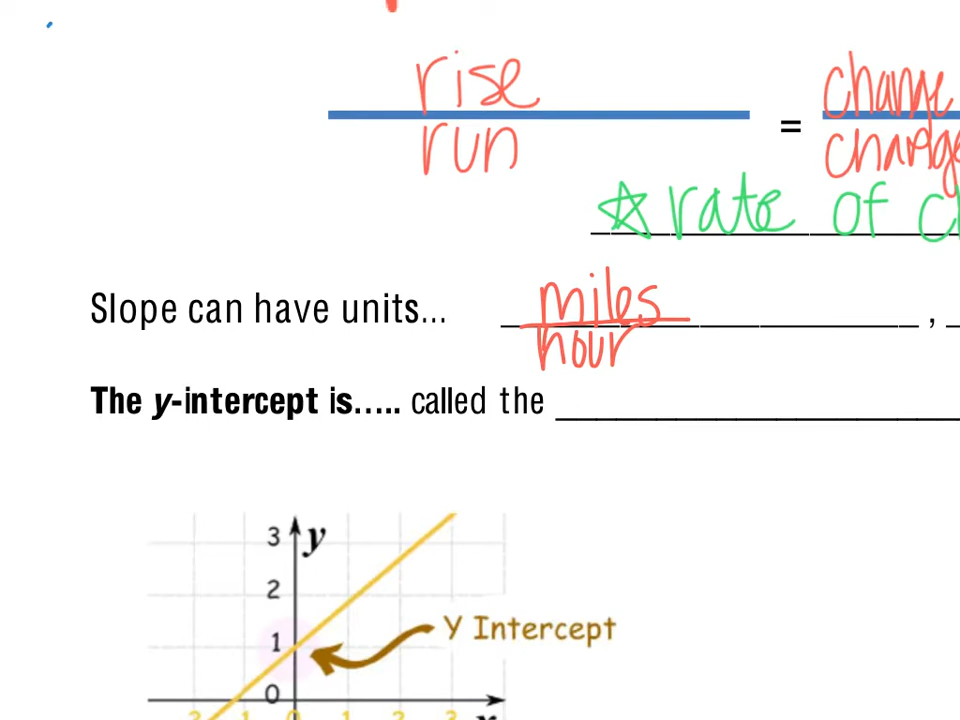 rise
run
=
change
☆ rate of
Slope can have units... miles ,
hour
The y-intercept is..... called the
3 y
2
Y Intercept
1
0